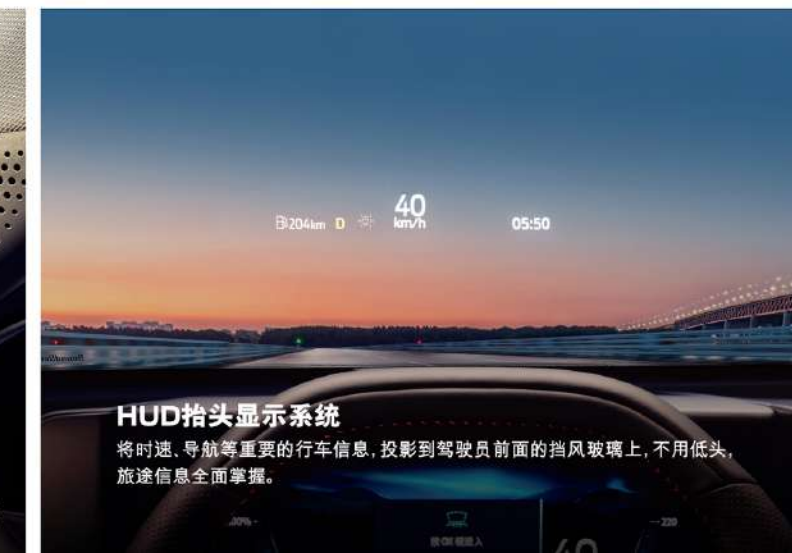 204km D 40 km/h 05:50
HUD抬头显示系统
将时速、导航等重要的行车信息,投影到驾驶员前面的挡风玻璃上,不用低头,
旅途信息全面掌握。
220
40